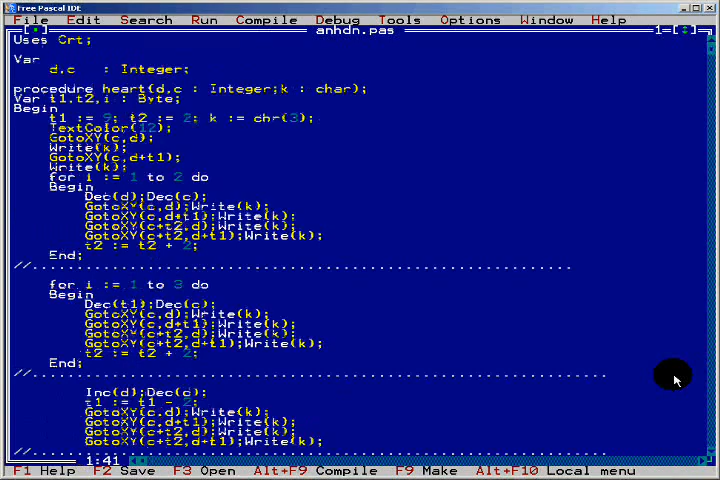 Free Pascal IDE
File Edit Search Run Compile Debug Tools Options Window Help
anhdn.pas 1=[↕]
Uses Crt;
Var
d,c : Integer;
procedure heart(d,c : Integer;k : char);
Var t1,t2,i : Byte;
Begin
t1 := 9; t2 := 2; k := chr(3);
TextColor(12);
GotoXY(c,d);
Write(k);
GotoXY(c,d+t1);
Write(k);
for i := 1 to 2 do
Begin
Dec(d);Dec(c);
GotoXY(c,d);Write(k);
GotoXY(c,d+t1);Write(k);
GotoXY(c+t2,d);Write(k);
GotoXY(c+t2,d+t1);Write(k);
t2 := t2 + 2;
End;
//..............................................................
for i := 1 to 3 do
Begin
Dec(t1);Dec(c);
GotoXY(c,d);Write(k);
GotoXY(c,d+t1);Write(k);
GotoXY(c+t2,d);Write(k);
GotoXY(c+t2,d+t1);Write(k);
t2 := t2 + 2;
End;
//..................................................................
Inc(d);Dec(c);
t1 := t1 - 2;
GotoXY(c,d);Write(k);
GotoXY(c,d+t1);Write(k);
GotoXY(c+t2,d);Write(k);
GotoXY(c+t2,d+t1);Write(k);
//..................................................................
1:41
F1 Help F2 Save F3 Open Alt+F9 Compile F9 Make Alt+F10 Local menu